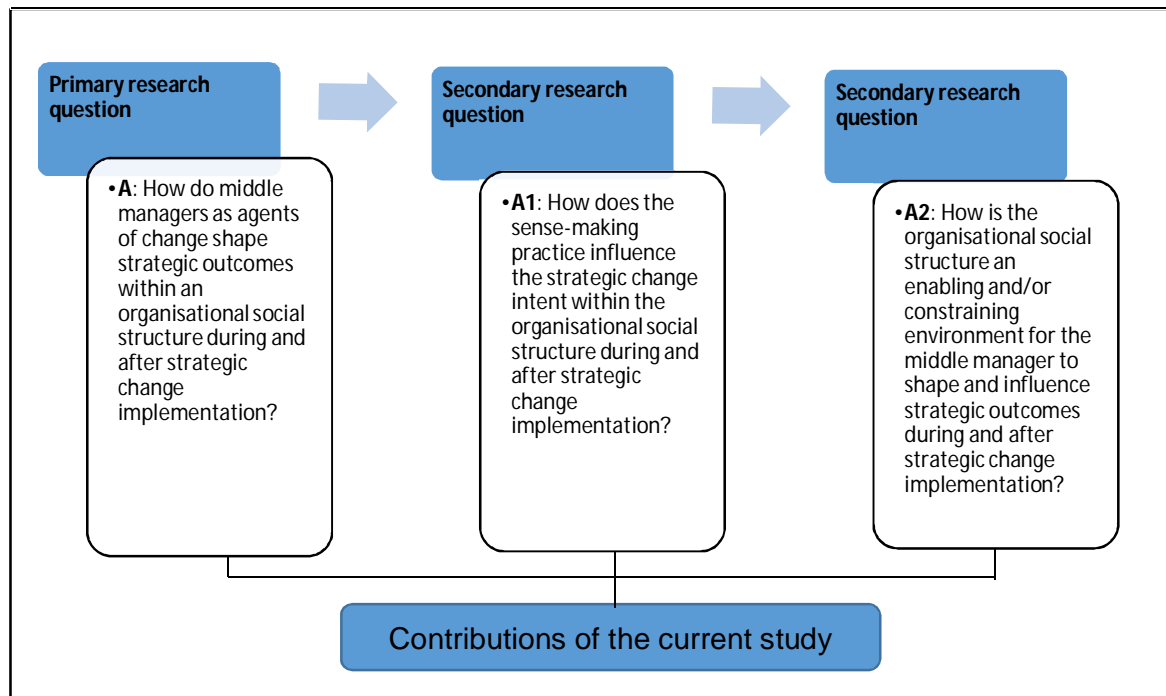 Primary research
question
•A: How do middle
managers as agents
of change shape
strategic outcomes
within an
organisational social
structure during and
after strategic
change
implementation?
Secondary research
question
•A1: How does the
sense-making
practice influence
the strategic change
intent within the
organisational social
structure during and
after strategic
change
implementation?
Secondary research
question
•A2: How is the
organisational social
structure an
enabling and/or
constraining
environment for the
middle manager to
shape and influence
strategic outcomes
during and after
strategic change
implementation?
Contributions of the current study